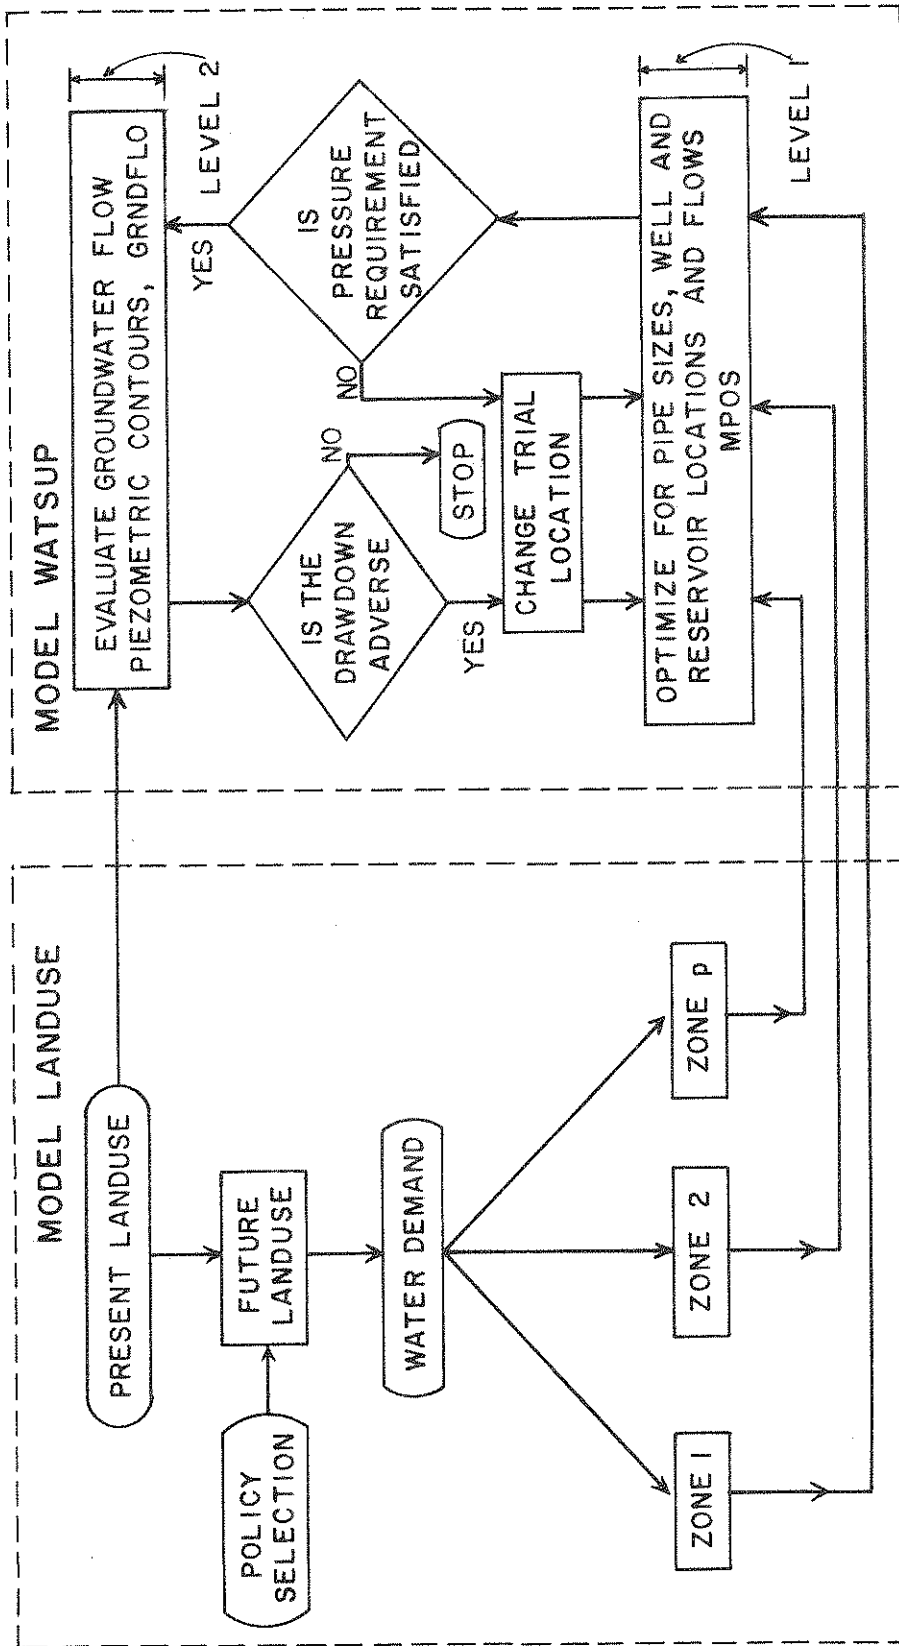 MODEL LANDUSE
PRESENT LANDUSE
POLICY
SELECTION
FUTURE
LANDUSE
WATER DEMAND
ZONE 1
ZONE 2
ZONE p
MODEL WATSUP
EVALUATE GROUNDWATER FLOW
PIEZOMETRIC CONTOURS, GRNDFLO
LEVEL 2
IS THE
DRAWDOWN
ADVERSE
NO
YES
STOP
YES
IS
PRESSURE
REQUIREMENT
SATISFIED
NO
CHANGE TRIAL
LOCATION
OPTIMIZE FOR PIPE SIZES, WELL AND
RESERVOIR LOCATIONS AND FLOWS
MPOS
LEVEL 1